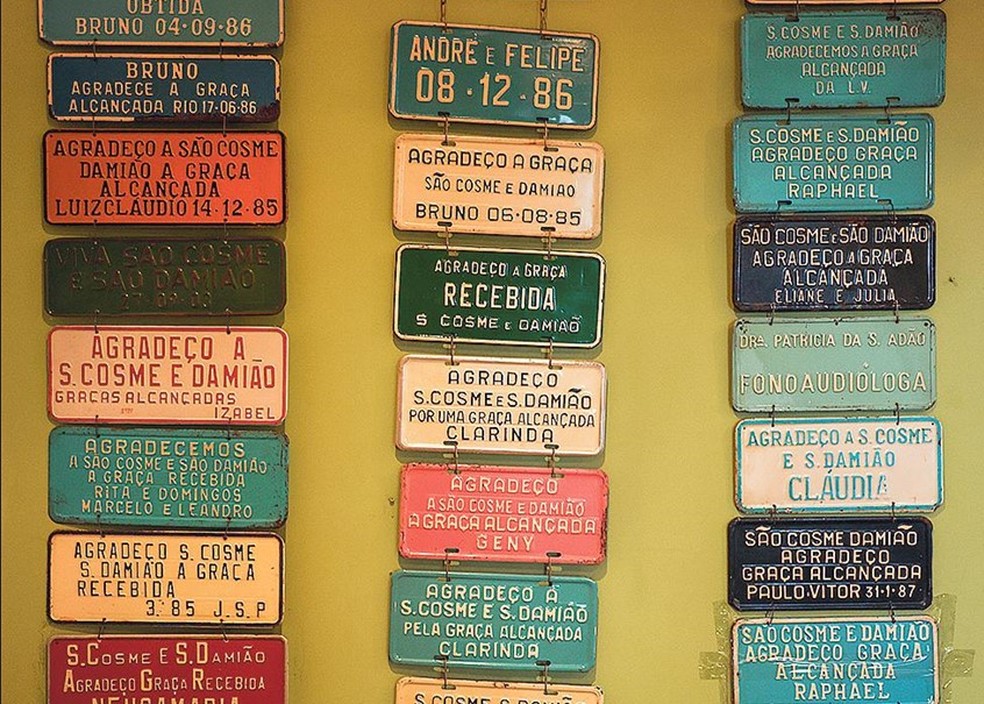 OBTIDA
BRUNO 04·09·86
BRUNO
AGRADECE A GRAÇA
ALCANÇADA RIO 17·06·86
AGRADEÇO A SÃO COSME
DAMIÃO A GRAÇA
ALCANÇADA
LUIZ CLÁUDIO 14·12·85
VIVA SÃO COSME
E SÃO DAMIÃO
AGRADEÇO A
S.COSME E DAMIÃO
GRAÇAS ALCANÇADAS
IZABEL
AGRADECEMOS
A SÃO COSME E SÃO DAMIÃO
A GRAÇA RECEBIDA
RITA E DOMINGOS
MARCELO E LEANDRO
AGRADEÇO S. COSME
S. DAMIÃO A GRAÇA
RECEBIDA
3·85 J.S.P
S.COSME E S.DAMIÃO
AGRADEÇO GRAÇA RECEBIDA
NEUSAMARIA
ANDRÉ E FELIPE
08·12·86
AGRADEÇO A GRAÇA
SÃO COSME E DAMIÃO
BRUNO 06·08·85
AGRADEÇO A GRAÇA
RECEBIDA
S COSME E DAMIÃO
AGRADEÇO
S.COSME E S.DAMIÃO
POR UMA GRAÇA ALCANÇADA
CLARINDA
AGRADEÇO
A SÃO COSME E DAMIÃO
A GRAÇA ALCANÇADA
GENY
AGRADEÇO A
S.COSME E S.DAMIÃO
PELA GRAÇA ALCANÇADA
CLARINDA
S.COSME E S.DAMIÃO
S.COSME E S.DAMIÃO
AGRADECEMOS A GRAÇA
ALCANÇADA
DA L.V.
S.COSME E S.DAMIÃO
AGRADEÇO GRAÇA
ALCANÇADA
RAPHAEL
SÃO COSME E SÃO DAMIÃO
AGRADEÇO A GRAÇA
ALCANÇADA
ELIANE E JULIA
DRA. PATRICIA DA S. ADÃO
FONOAUDIÓLOGA
AGRADEÇO A S. COSME
E S.DAMIÃO
CLÁUDIA
SÃO COSME DAMIÃO
AGRADEÇO
GRAÇA ALCANÇADA
PAULO·VITOR 31·1·87
SÃO COSME E DAMIÃO
AGRADEÇO GRAÇA
ALCANÇADA
RAPHAEL